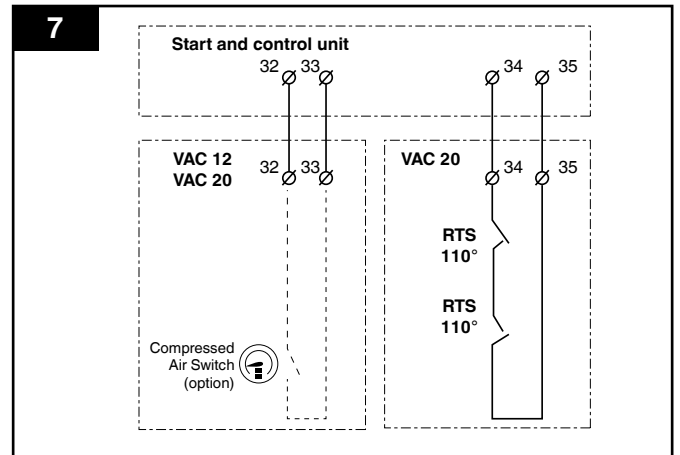 7
Start and control unit
32 33 34 35
VAC 12
VAC 20
32 33
VAC 20
34 35
RTS
110°
RTS
110°
Compressed
Air Switch
(option)